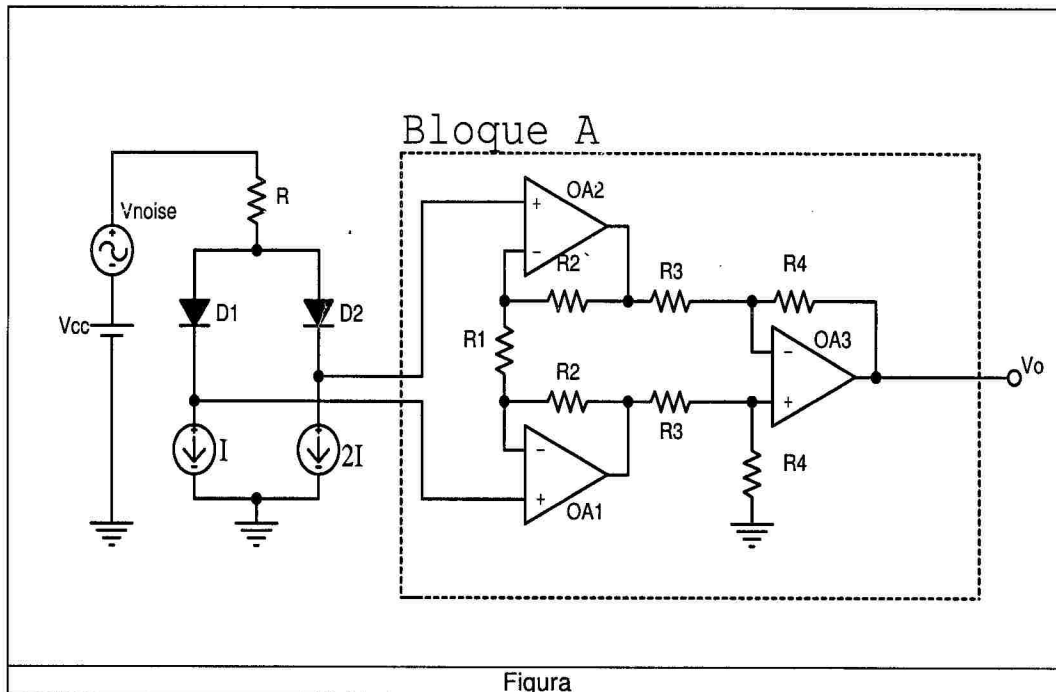 Bloque A
OA2
R
Vnoise
R2
R3
R4
D1
D2
Vcc
R1
OA3
Vo
R2
R3
I
2I
R4
OA1
+
-
+
-
-
+
-
+
+
-
+
-
Figura